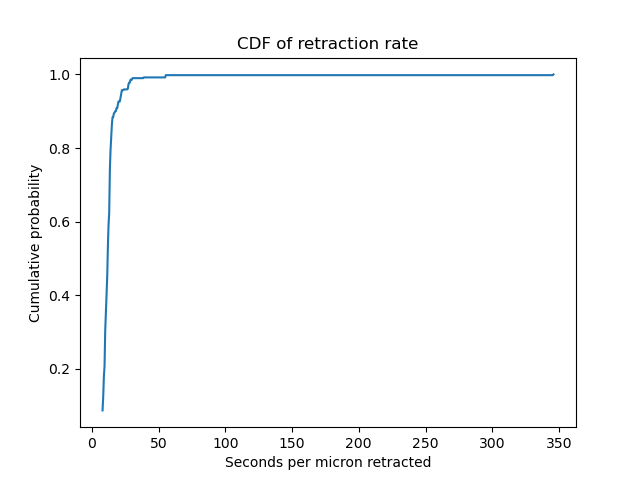 CDF of retraction rate
1.0
0.8
0.6
0.4
0.2
Cumulative probability
0 50 100 150 200 250 300 350
Seconds per micron retracted